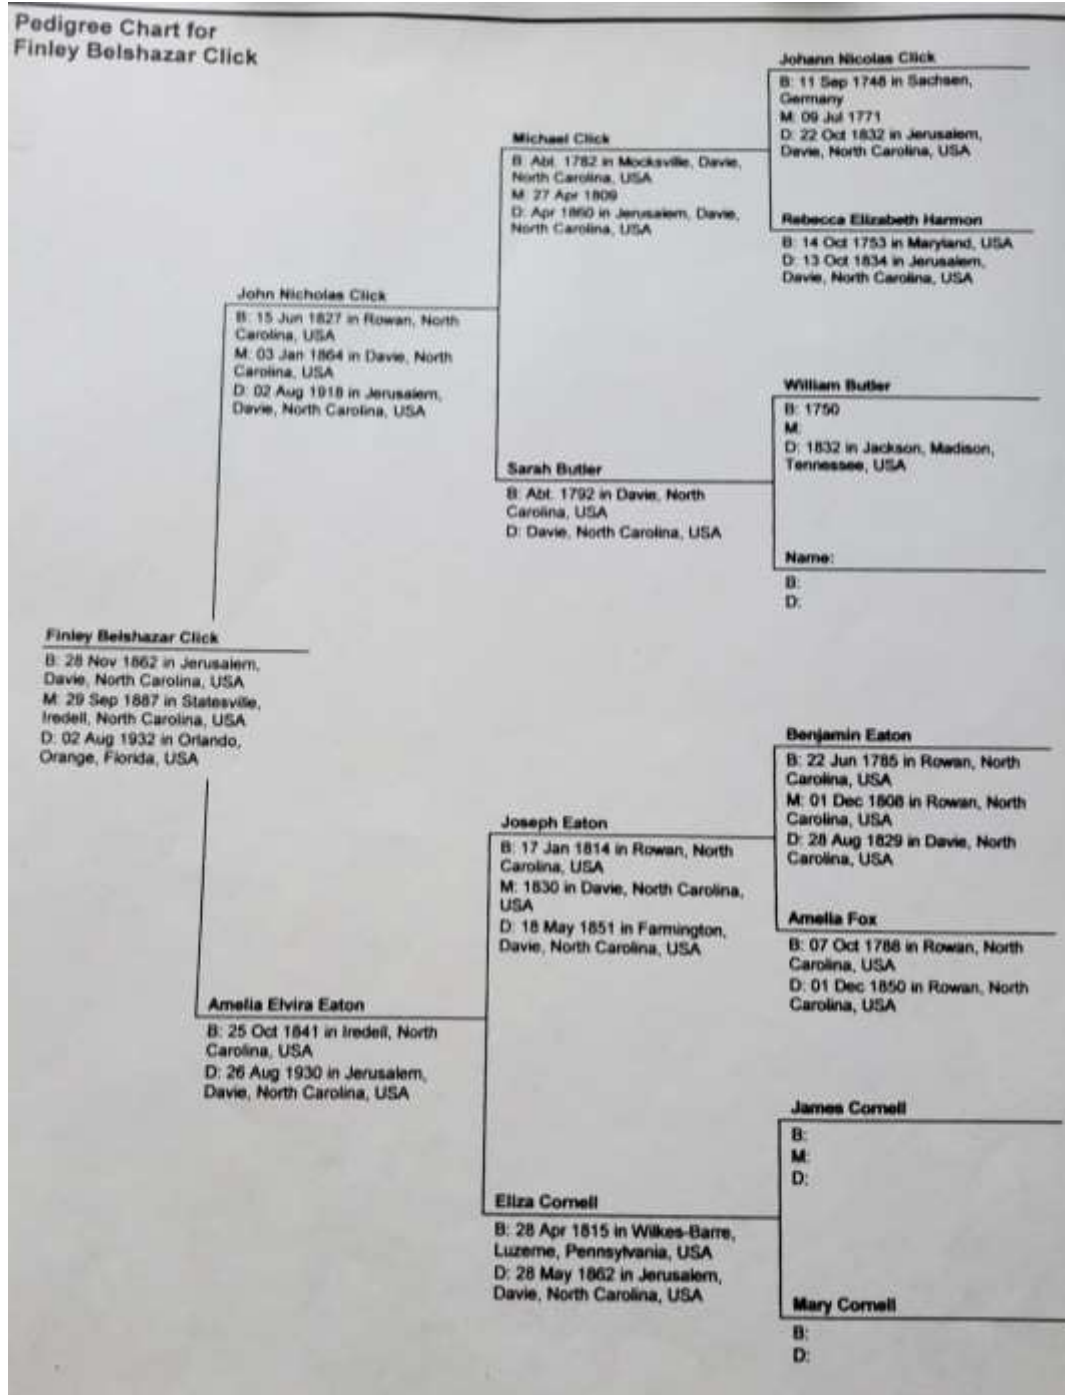 Pedigree Chart for
Finley Belshazar Click
Johann Nicolas Click
B: 11 Sep 1748 in Sachsen,
Germany
M: 09 Jul 1771
D: 22 Oct 1832 in Jerusalem,
Davie, North Carolina, USA
Michael Click
B: Abt. 1782 in Mocksville, Davie,
North Carolina, USA
M: 27 Apr 1809
D: Apr 1860 in Jerusalem, Davie,
North Carolina, USA
Rebecca Elizabeth Harmon
B: 14 Oct 1753 in Maryland, USA
D: 13 Oct 1834 in Jerusalem,
Davie, North Carolina, USA
John Nicholas Click
B: 15 Jun 1827 in Rowan, North
Carolina, USA
M: 03 Jan 1864 in Davie, North
Carolina, USA
D: 02 Aug 1918 in Jerusalem,
Davie, North Carolina, USA
William Butler
B: 1750
M:
D: 1832 in Jackson, Madison,
Tennessee, USA
Sarah Butler
B: Abt. 1792 in Davie, North
Carolina, USA
D: Davie, North Carolina, USA
Name:
B:
D:
Finley Belshazar Click
B: 28 Nov 1862 in Jerusalem,
Davie, North Carolina, USA
M: 29 Sep 1887 in Statesville,
Iredell, North Carolina, USA
D: 02 Aug 1932 in Orlando,
Orange, Florida, USA
Benjamin Eaton
B: 22 Jun 1785 in Rowan, North
Carolina, USA
M: 01 Dec 1808 in Rowan, North
Carolina, USA
D: 28 Aug 1829 in Davie, North
Carolina, USA
Joseph Eaton
B: 17 Jan 1814 in Rowan, North
Carolina, USA
M: 1830 in Davie, North Carolina,
USA
D: 18 May 1851 in Farmington,
Davie, North Carolina, USA
Amelia Fox
B: 07 Oct 1788 in Rowan, North
Carolina, USA
D: 01 Dec 1850 in Rowan, North
Carolina, USA
Amelia Elvira Eaton
B: 25 Oct 1841 in Iredell, North
Carolina, USA
D: 26 Aug 1930 in Jerusalem,
Davie, North Carolina, USA
James Cornell
B:
M:
D:
Eliza Cornell
B: 28 Apr 1815 in Wilkes-Barre,
Luzerne, Pennsylvania, USA
D: 28 May 1862 in Jerusalem,
Davie, North Carolina, USA
Mary Cornell
B:
D: